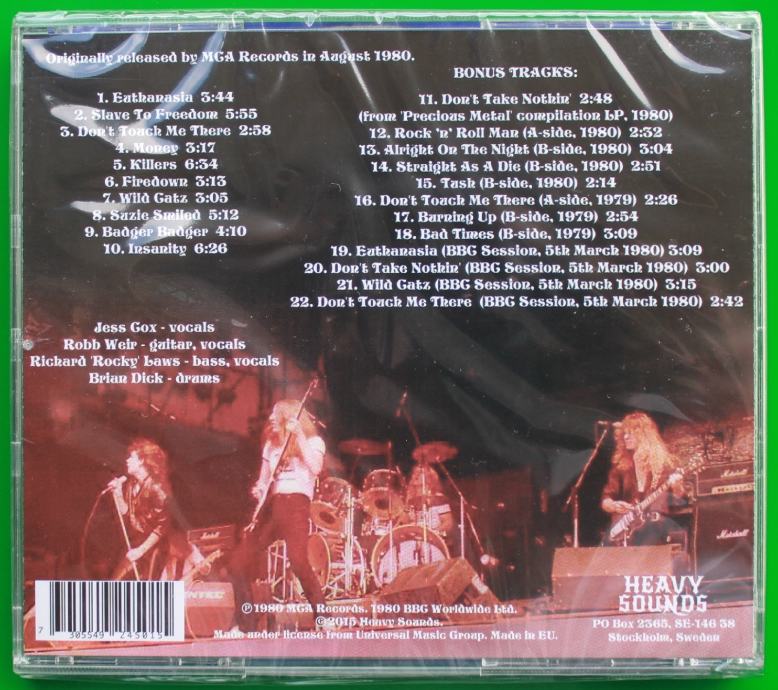 Originally released by MCA Records in August 1980.
1. Euthanasia 3:44
2. Slave To Freedom 5:55
3. Don't Touch Me There 2:58
4. Money 3:17
5. Killers 6:34
6. Firedown 3:13
7. Wild Catz 3:05
8. Suzie Smiled 5:12
9. Badger Badger 4:10
10. Insanity 6:26
BONUS TRACKS:
11. Don't Take Nothin' 2:48
(from 'Precious Metal' compilation LP, 1980)
12. Rock 'n' Roll Man (A-side, 1980) 2:32
13. Alright On The Night (B-side, 1980) 3:04
14. Straight As A Die (B-side, 1980) 2:51
15. Tush (B-side, 1980) 2:14
16. Don't Touch Me There (A-side, 1979) 2:26
17. Burning Up (B-side, 1979) 2:54
18. Bad Times (B-side, 1979) 3:09
19. Euthanasia (BBC Session, 5th March 1980) 3:09
20. Don't Take Nothin' (BBC Session, 5th March 1980) 3:00
21. Wild Catz (BBC Session, 5th March 1980) 3:15
22. Don't Touch Me There (BBC Session, 5th March 1980) 2:42
Jess Cox - vocals
Robb Weir - guitar, vocals
Richard 'Rocky' Laws - bass, vocals
Brian Dick - drums
Marshall
Marshall
Marshall
7 305549 245013
℗1980 MCA Records. 1980 BBC Worldwide Ltd.
©2015 Heavy Sounds.
Made under license from Universal Music Group. Made in EU.
HEAVY
SOUNDS
PO Box 2365, SE-146 38
Stockholm, Sweden